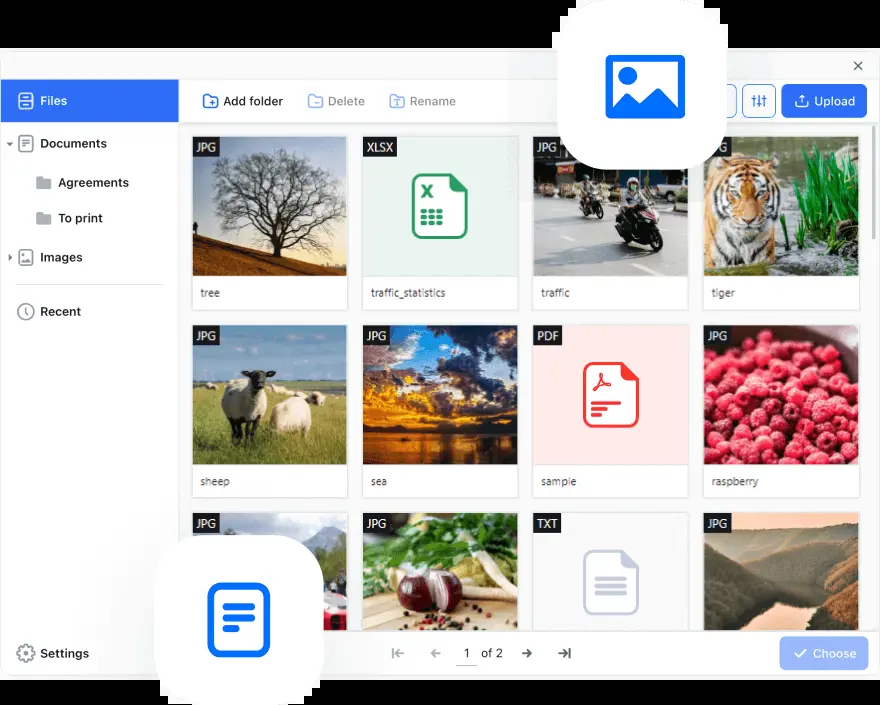 Files
Add folder
Delete
Rename
Upload
Documents
Agreements
To print
Images
Recent
Settings
JPG
XLSX
JPG
tree
traffic_statistics
traffic
tiger
JPG
JPG
PDF
JPG
sheep
sea
sample
raspberry
JPG
JPG
TXT
JPG
1 of 2
Choose